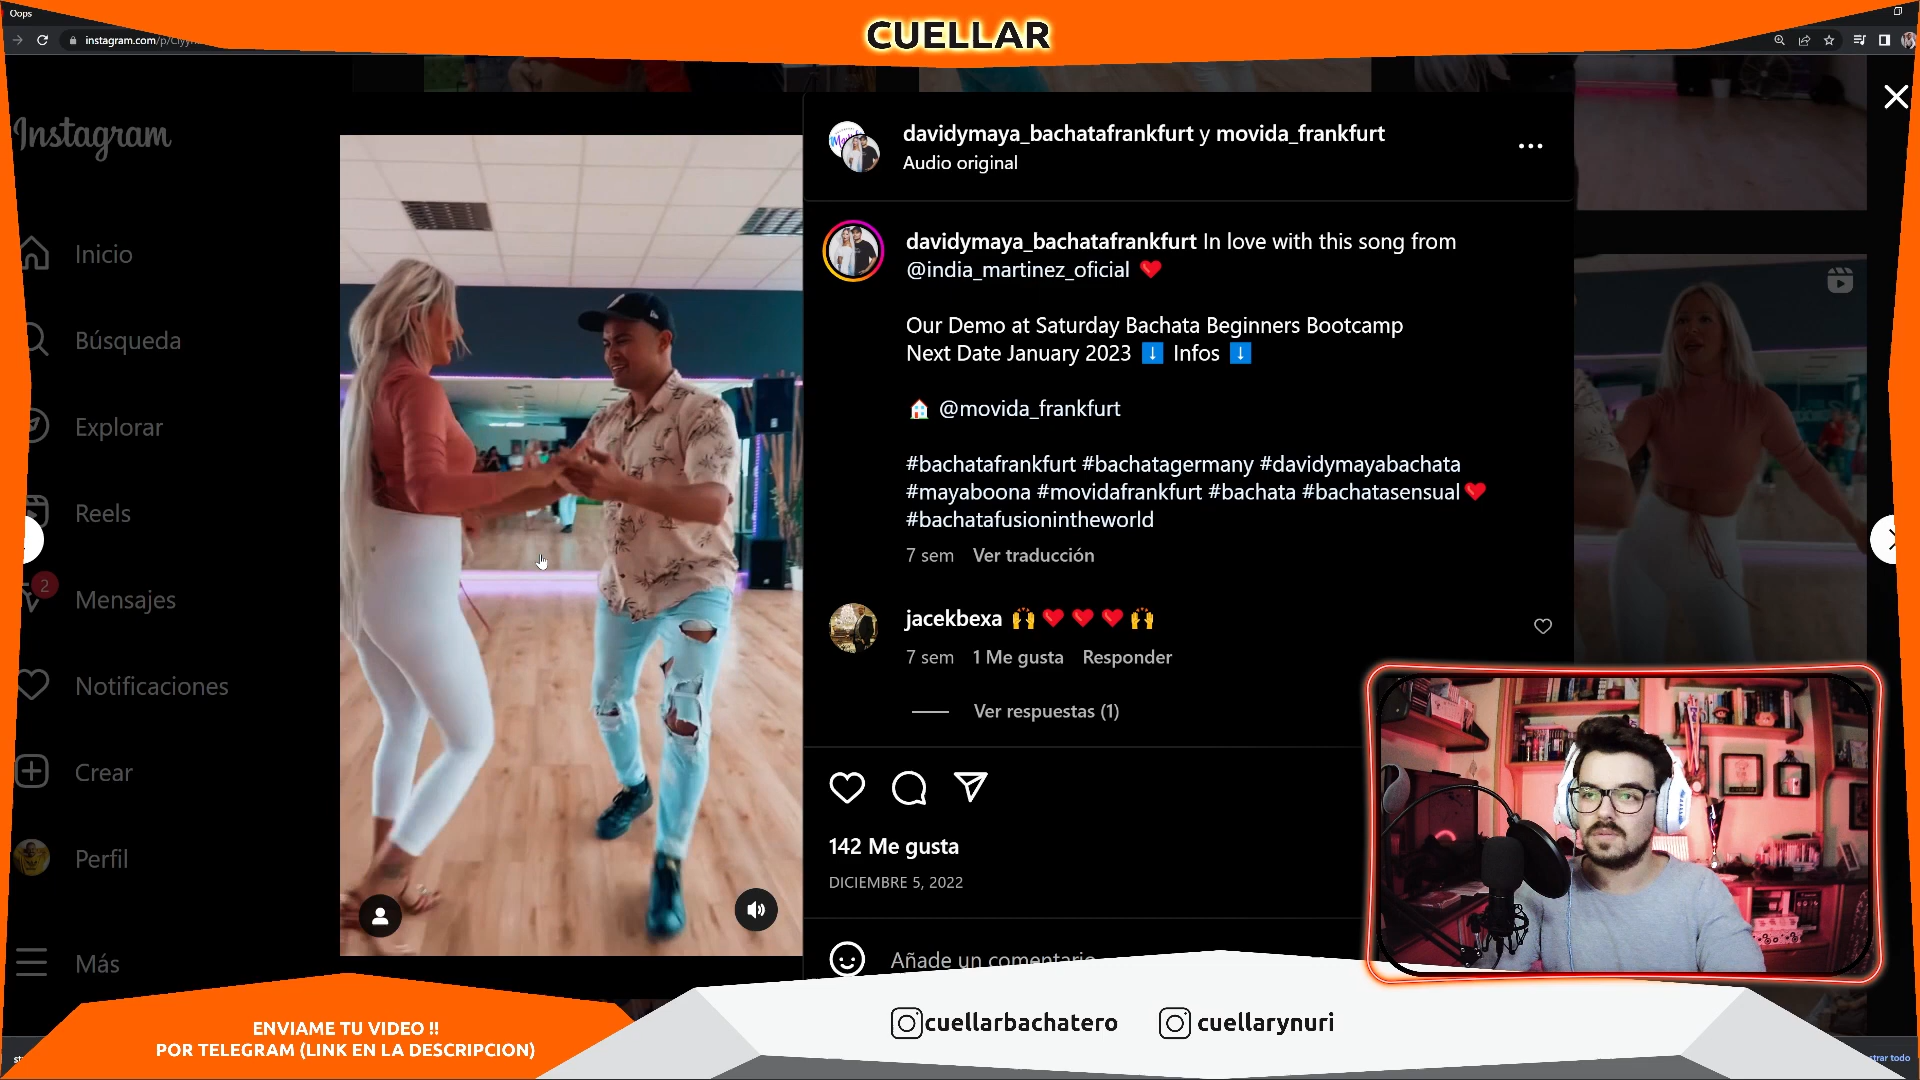 Oops
CUELLAR
instagram.com/p/
Instagram
Inicio
Búsqueda
Explorar
Reels
2
Mensajes
Notificaciones
Crear
Perfil
Más
davidymaya_bachatafrankfurt y movida_frankfurt
Audio original
davidymaya_bachatafrankfurt In love with this song from
@india_martinez_oficial ❤️
Our Demo at Saturday Bachata Beginners Bootcamp
Next Date January 2023 ⬇️ Infos ⬇️
🏠 @movida_frankfurt
#bachatafrankfurt #bachatagermany #davidymayabachata
#mayaboona #movidafrankfurt #bachata #bachatasensual❤️
#bachatafusionintheworld
7 sem Ver traducción
jacekbexa 🙌❤️❤️❤️🙌
7 sem 1 Me gusta Responder
Ver respuestas (1)
142 Me gusta
DICIEMBRE 5, 2022
Añade un comentario
ENVIAME TU VIDEO !!
POR TELEGRAM (LINK EN LA DESCRIPCION)
cuellarbachatero cuellarynuri
trar todo